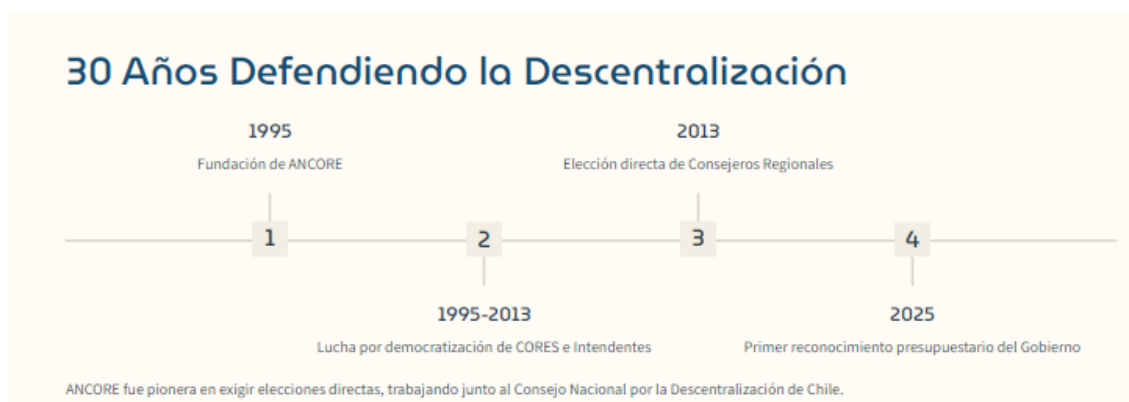 30 Años Defendiendo la Descentralización
1995
Fundación de ANCORE
2013
Elección directa de Consejeros Regionales
1
2
3
4
1995-2013
Lucha por democratización de CORES e Intendentes
2025
Primer reconocimiento presupuestario del Gobierno
ANCORE fue pionera en exigir elecciones directas, trabajando junto al Consejo Nacional por la Descentralización de Chile.